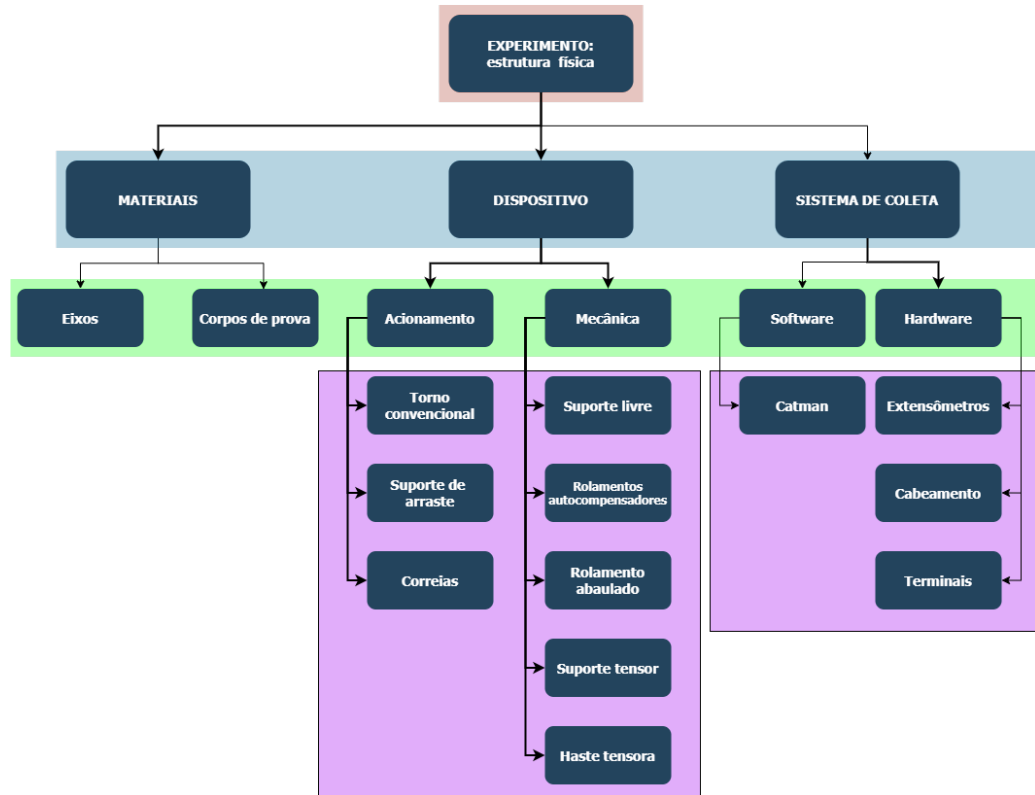 EXPERIMENTO:
estrutura física
MATERIAIS
DISPOSITIVO
SISTEMA DE COLETA
Eixos
Corpos de prova
Acionamento
Mecânica
Software
Hardware
Torno
convencional
Suporte livre
Catman
Extensômetros
Suporte de
arraste
Rolamentos
autocompensadores
Cabeamento
Correias
Rolamento
abaulado
Terminais
Suporte tensor
Haste tensora